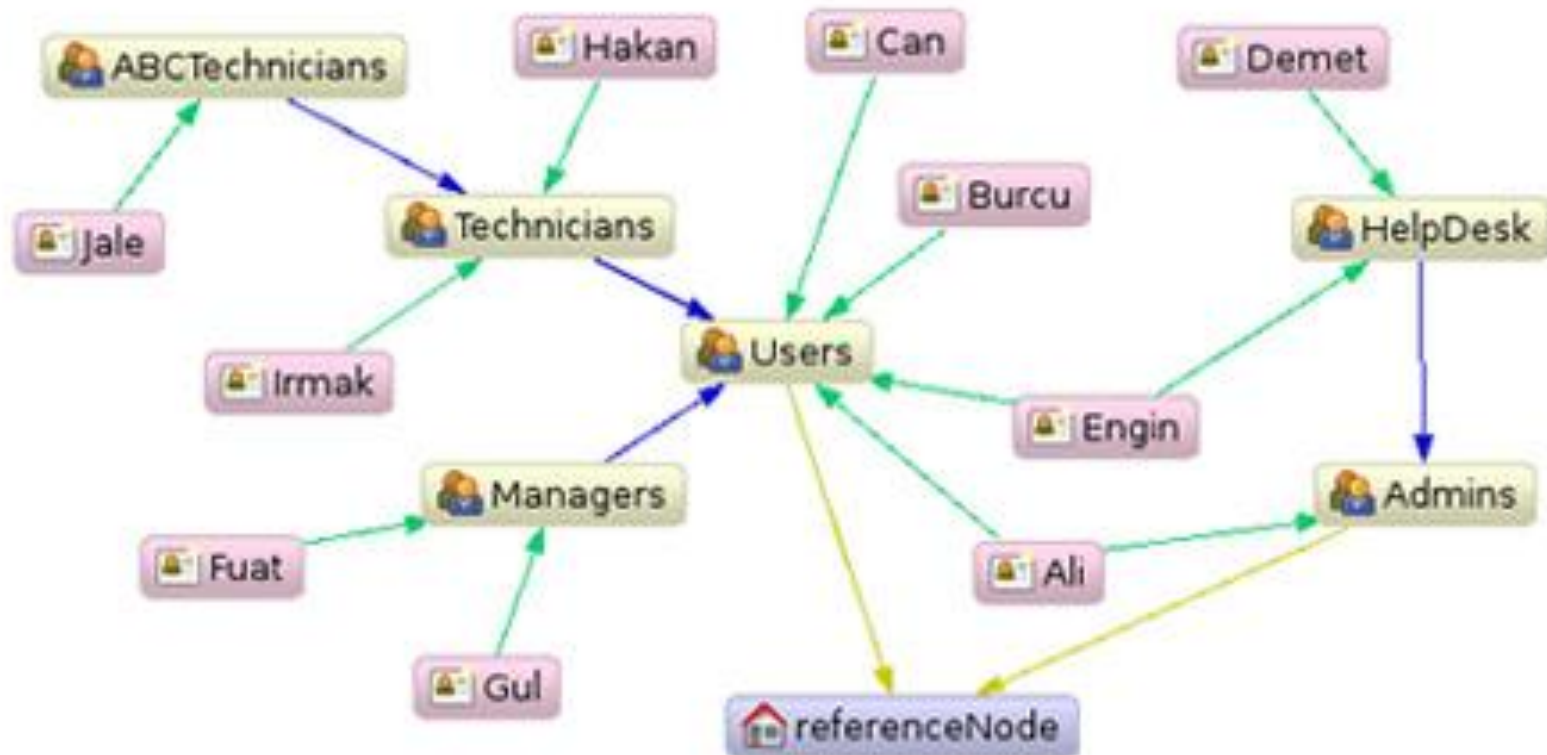 Hakan
Can
Demet
ABCTechnicians
Burcu
Jale
Technicians
HelpDesk
Users
Irmak
Engin
Managers
Admins
Fuat
Ali
Gul
referenceNode